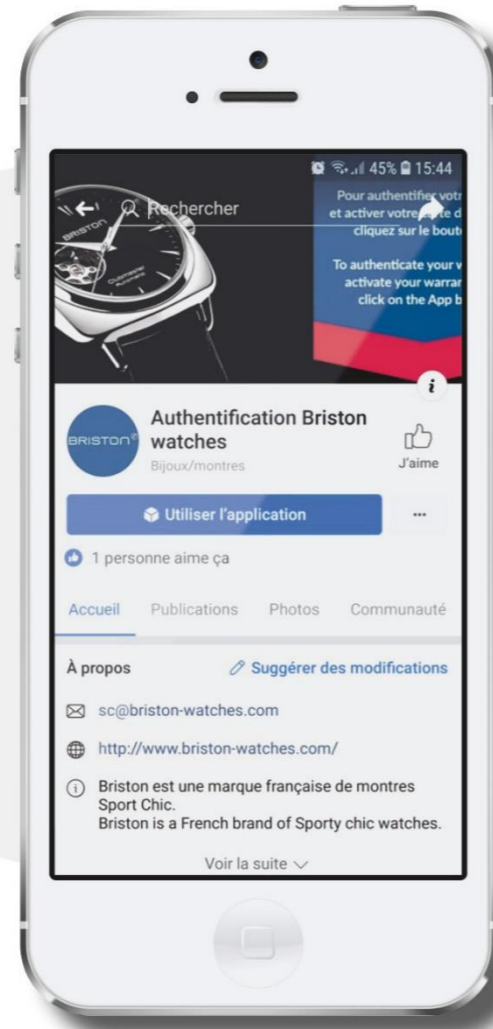 45% 15:44
Rechercher
BRISTON
Clubmaster
Pour authentifier
et activer votre
cliquez sur le
To authenticate your
activate your
click on the App
Authentification Briston
watches
BRISTON
Bijoux/montres
J'aime
Utiliser l'application
1 personne aime ça
Accueil Publications Photos Communauté
À propos Suggérer des modifications
sc@briston-watches.com
http://www.briston-watches.com/
Briston est une marque française de montres
Sport Chic.
Briston is a French brand of Sporty chic watches.
Voir la suite